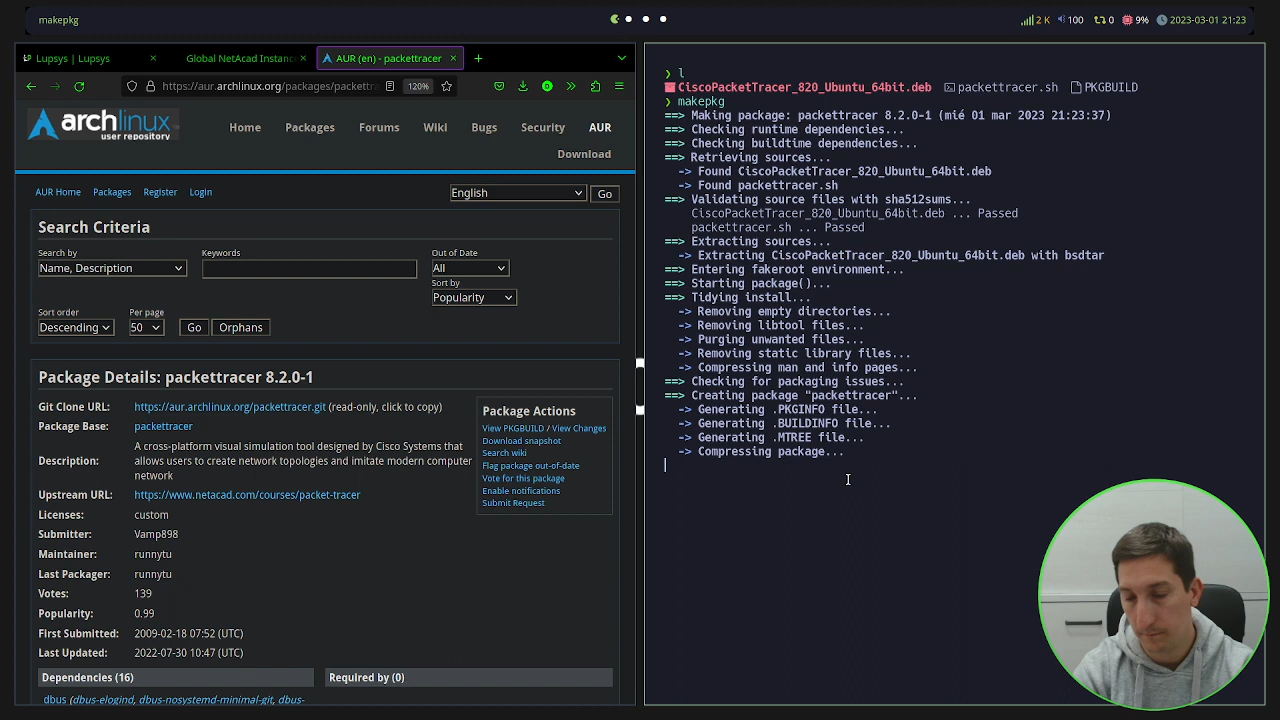 makepkg
2 K 100 0 9% 2023-03-01 21:23
Lupsys | Lupsys
Global NetAcad Instanc
AUR (en) - packettracer
https://aur.archlinux.org/packages/packettr
120%
archlinux
user repository
Home Packages Forums Wiki Bugs Security AUR
Download
AUR Home Packages Register Login
English Go
Search Criteria
Search by Keywords Out of Date
Name, Description All
Sort by
Popularity
Sort order Per page
Descending 50 Go Orphans
Package Details: packettracer 8.2.0-1
Git Clone URL: https://aur.archlinux.org/packettracer.git (read-only, click to copy)
Package Base: packettracer
Description: A cross-platform visual simulation tool designed by Cisco Systems that
allows users to create network topologies and imitate modern computer
network
Upstream URL: https://www.netacad.com/courses/packet-tracer
Licenses: custom
Submitter: Vamp898
Maintainer: runnytu
Last Packager: runnytu
Votes: 139
Popularity: 0.99
First Submitted: 2009-02-18 07:52 (UTC)
Last Updated: 2022-07-30 10:47 (UTC)
Package Actions
View PKGBUILD / View Changes
Download snapshot
Search wiki
Flag package out-of-date
Vote for this package
Enable notifications
Submit Request
Dependencies (16) Required by (0)
dbus (dbus-elogind, dbus-nosystemd-minimal-git, dbus-
❯ l
CiscoPacketTracer_820_Ubuntu_64bit.deb packettracer.sh PKGBUILD
❯ makepkg
==> Making package: packettracer 8.2.0-1 (mié 01 mar 2023 21:23:37)
==> Checking runtime dependencies...
==> Checking buildtime dependencies...
==> Retrieving sources...
-> Found CiscoPacketTracer_820_Ubuntu_64bit.deb
-> Found packettracer.sh
==> Validating source files with sha512sums...
CiscoPacketTracer_820_Ubuntu_64bit.deb ... Passed
packettracer.sh ... Passed
==> Extracting sources...
-> Extracting CiscoPacketTracer_820_Ubuntu_64bit.deb with bsdtar
==> Entering fakeroot environment...
==> Starting package()...
==> Tidying install...
-> Removing empty directories...
-> Removing libtool files...
-> Purging unwanted files...
-> Removing static library files...
-> Compressing man and info pages...
==> Checking for packaging issues...
==> Creating package "packettracer"...
-> Generating .PKGINFO file...
-> Generating .BUILDINFO file...
-> Generating .MTREE file...
-> Compressing package...